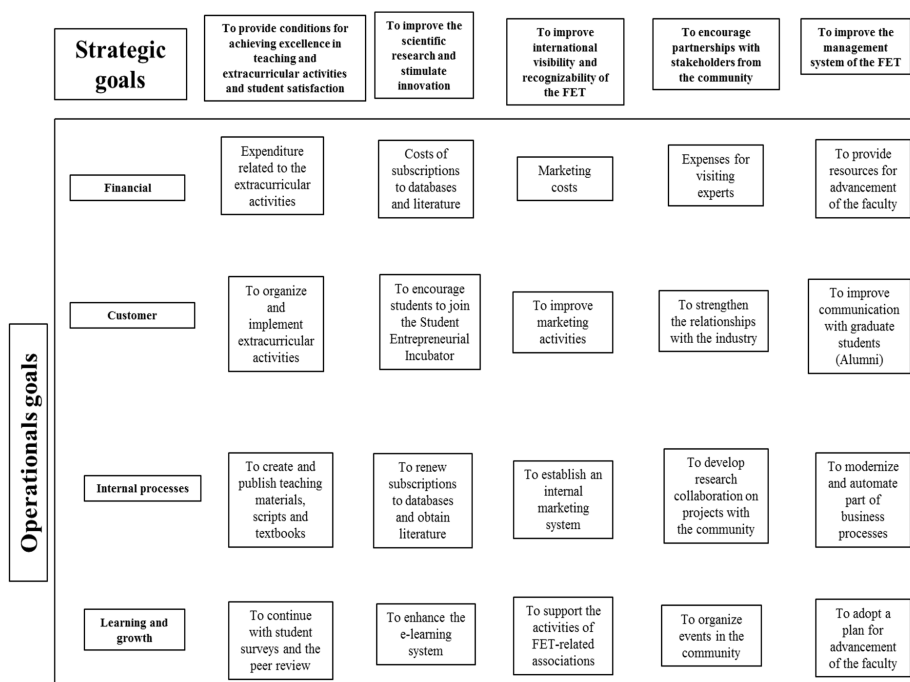 Strategic
goals
To provide conditions for
achieving excellence in
teaching and
extracurricular activities
and student satisfaction
To improve the
scientific research and
stimulate
innovation
To improve
international
visibility and
recognizability of
the FET
To encourage
partnerships with
stakeholders from
the community
To improve the
management
system of the FET
Operationals goals
Financial
Expenditure
related to the
extracurricular
activities
Costs of
subscriptions
to databases
and literature
Marketing
costs
Expenses for
visiting
experts
To provide
resources for
advancement
of the faculty
Customer
To organize
and
implement
extracurricular
activities
To encourage
students to join
the Student
Entrepreneurial
Incubator
To improve
marketing
activities
To strengthen
the relationships
with the industry
To improve
communication
with graduate
students
(Alumni)
Internal processes
To create and
publish teaching
materials,
scripts and
textbooks
To renew
subscriptions
to databases
and obtain
literature
To establish an
internal
marketing
system
To develop
research
collaboration on
projects with
the community
To modernize
and automate
part of
business
processes
Learning and
growth
To continue
with student
surveys and the
peer review
To enhance the
e-learning
system
To support the
activities of
FET-related
associations
To organize
events in the
community
To adopt a
plan for
advancement
of the faculty